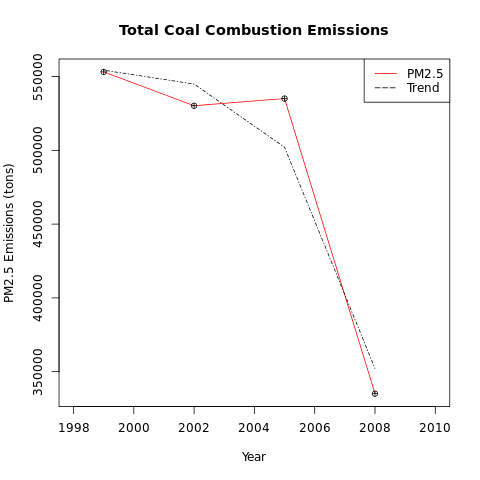 Total Coal Combustion Emissions
PM2.5
Trend
PM2.5 Emissions (tons)
550000
500000
450000
400000
350000
1998 2000 2002 2004 2006 2008 2010
Year